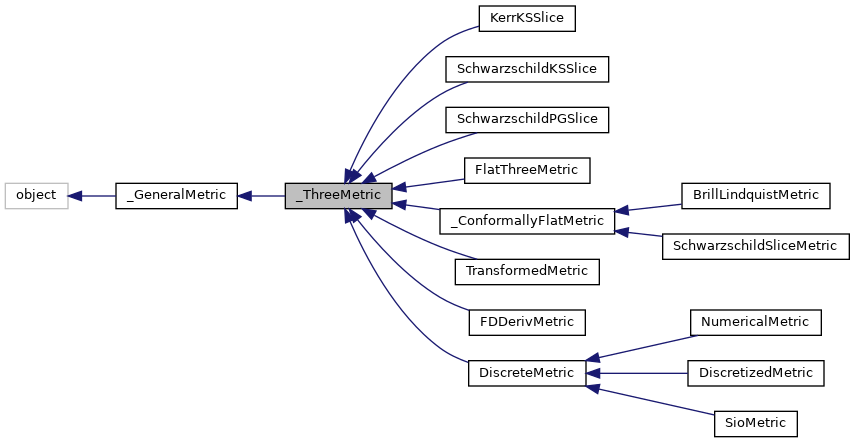 KerrKSSlice
SchwarzschildKSSlice
SchwarzschildPGSlice
FlatThreeMetric
object
_GeneralMetric
_ThreeMetric
BrillLindquistMetric
_ConformallyFlatMetric
SchwarzschildSliceMetric
TransformedMetric
FDDerivMetric
NumericalMetric
DiscreteMetric
DiscretizedMetric
SioMetric